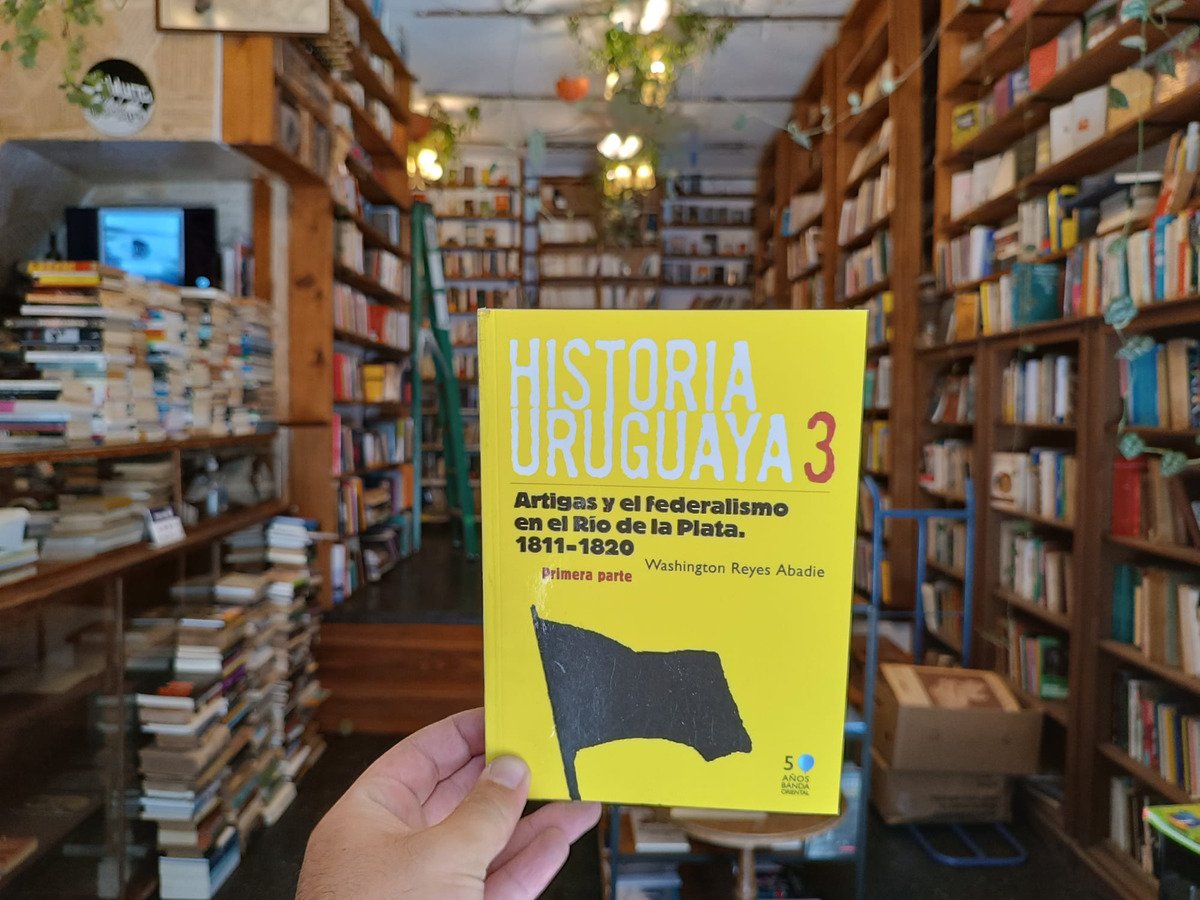 HISTORIA
URUGUAYA 3
Artigas y el federalismo
en el Río de la Plata.
1811-1820
Primera parte
Washington Reyes Abadie
50
AÑOS
BANDA
ORIENTAL